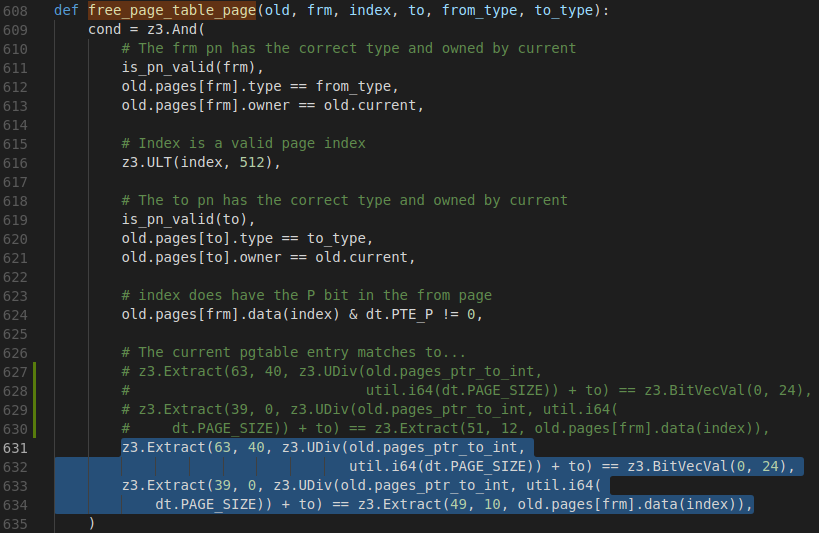 608 def free_page_table_page(old, frm, index, to, from_type, to_type):
609     cond = z3.And(
610         # The frm pn has the correct type and owned by current
611         is_pn_valid(frm),
612         old.pages[frm].type == from_type,
613         old.pages[frm].owner == old.current,
614
615         # Index is a valid page index
616         z3.ULT(index, 512),
617
618         # The to pn has the correct type and owned by current
619         is_pn_valid(to),
620         old.pages[to].type == to_type,
621         old.pages[to].owner == old.current,
622
623         # index does have the P bit in the from page
624         old.pages[frm].data(index) & dt.PTE_P != 0,
625
626         # The current pgtable entry matches to...
627         # z3.Extract(63, 40, z3.UDiv(old.pages_ptr_to_int,
628         #                            util.i64(dt.PAGE_SIZE)) + to) == z3.BitVecVal(0, 24),
629         # z3.Extract(39, 0, z3.UDiv(old.pages_ptr_to_int, util.i64(
630         #     dt.PAGE_SIZE)) + to) == z3.Extract(51, 12, old.pages[frm].data(index)),
631         z3.Extract(63, 40, z3.UDiv(old.pages_ptr_to_int,
632                                    util.i64(dt.PAGE_SIZE)) + to) == z3.BitVecVal(0, 24),
633         z3.Extract(39, 0, z3.UDiv(old.pages_ptr_to_int, util.i64(
634             dt.PAGE_SIZE)) + to) == z3.Extract(49, 10, old.pages[frm].data(index)),
635     )